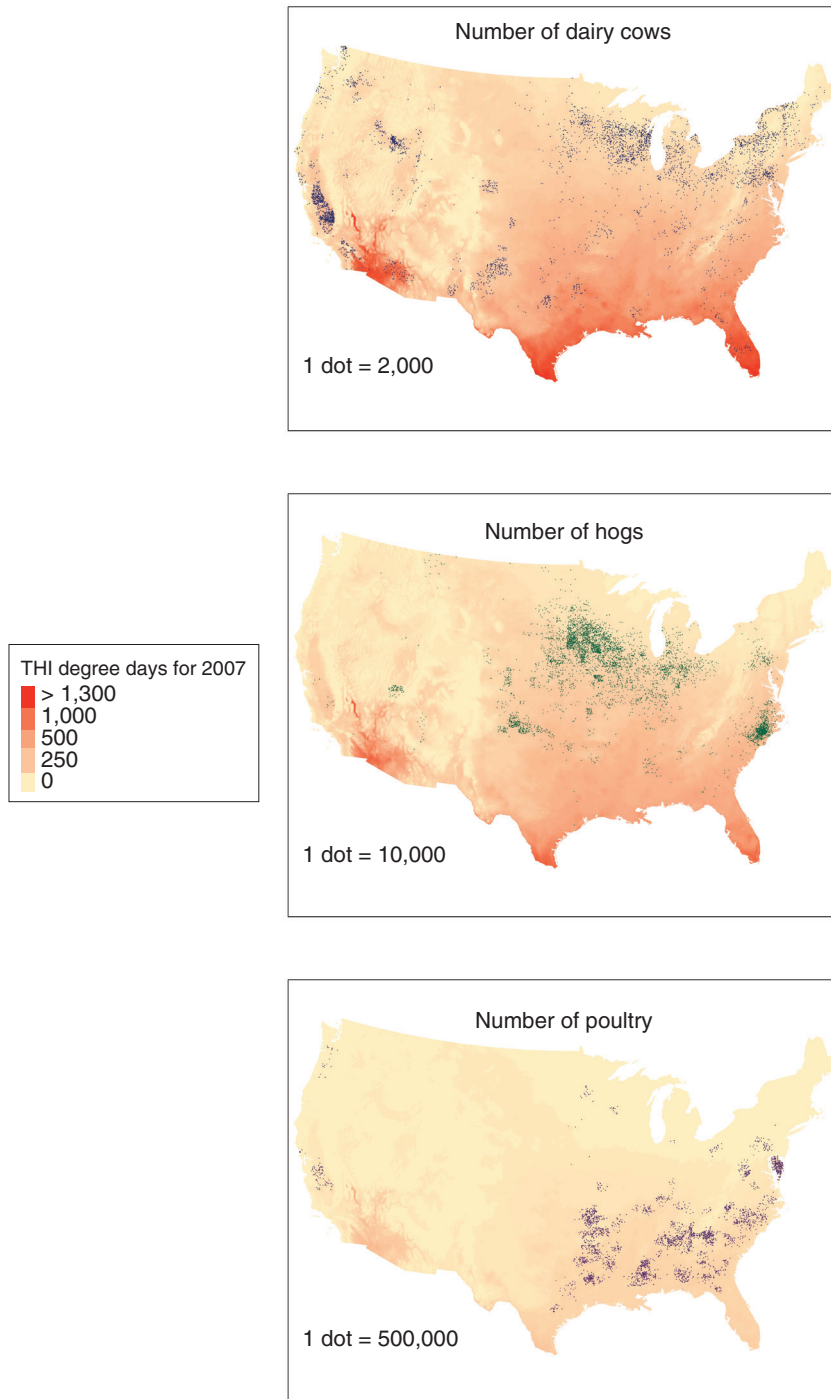 Number of dairy cows
1 dot = 2,000
Number of hogs
THI degree days for 2007
> 1,300
1,000
500
250
0
1 dot = 10,000
Number of poultry
1 dot = 500,000